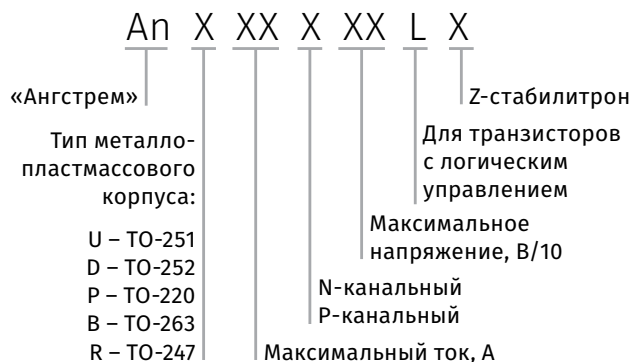 An X XX X XX L X
«Ангстрем»
Z-стабилитрон
Тип металло-
пластмассового
корпуса:
Для транзисторов
с логическим
управлением
U – TO-251
D – TO-252
P – TO-220
B – TO-263
R – TO-247
Максимальное
напряжение, В/10
N-канальный
P-канальный
Максимальный ток, А